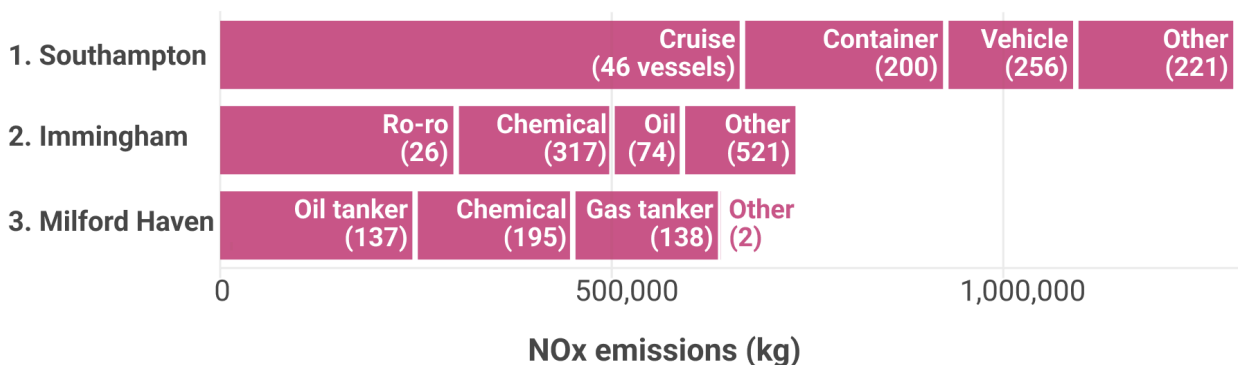 1. Southampton
Cruise
(46 vessels)
Container
(200)
Vehicle
(256)
Other
(221)
2. Immingham
Ro-ro
(26)
Chemical
(317)
Oil
(74)
Other
(521)
3. Milford Haven
Oil tanker
(137)
Chemical
(195)
Gas tanker
(138)
Other
(2)
0
500,000
1,000,000
NOx emissions (kg)